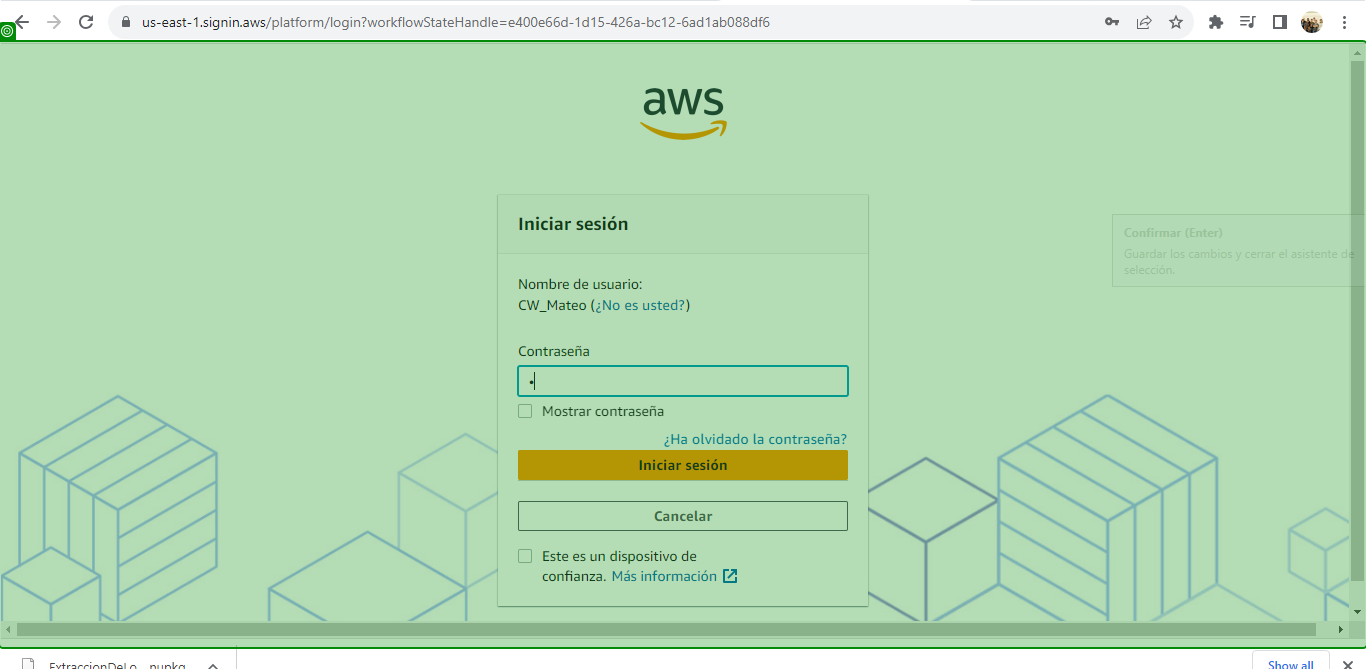 us-east-1.signin.aws/platform/login?workflowStateHandle=e400e66d-1d15-426a-bc12-6ad1ab088df6
aws
Iniciar sesión
Confirmar (Enter)
Guardar los cambios y cerrar el asistente de
selección.
Nombre de usuario:
CW_Mateo (¿No es usted?)
Contraseña
Mostrar contraseña
¿Ha olvidado la contraseña?
Iniciar sesión
Cancelar
Este es un dispositivo de
confianza. Más información
ExtraccionDeLo....nupkg
Show all